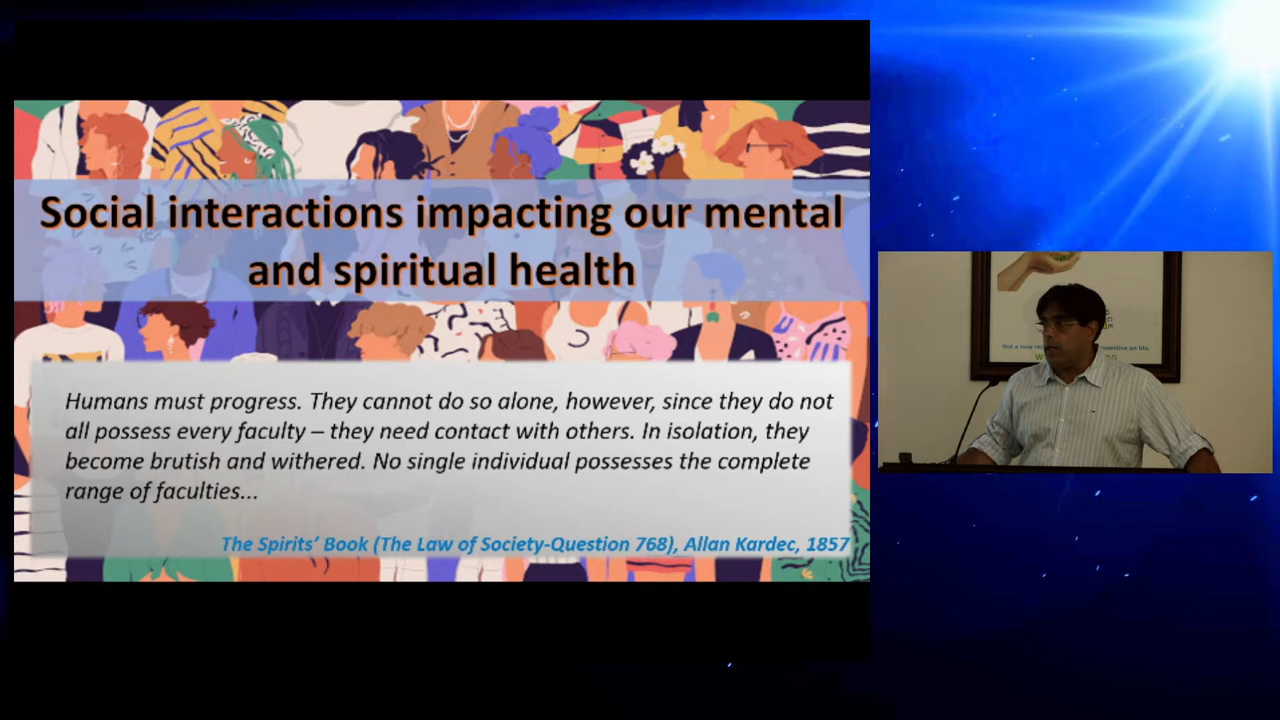 Social interactions impacting our mental
and spiritual health
Humans must progress. They cannot do so alone, however, since they do not
all possess every faculty – they need contact with others. In isolation, they
become brutish and withered. No single individual possesses the complete
range of faculties...
The Spirits’ Book (The Law of Society-Question 768), Allan Kardec, 1857
Not a new